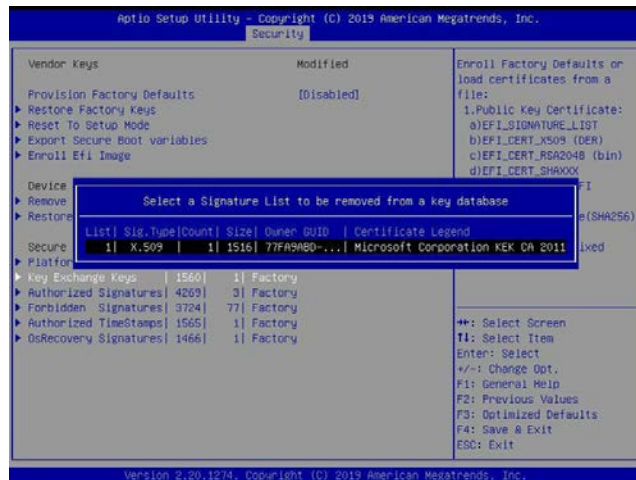 Aptio Setup Utility - Copyright (C) 2019 American Megatrends, Inc.
Security
Vendor Keys Modified
Provision Factory Defaults [Disabled]
Restore Factory Keys
Reset To Setup Mode
Export Secure Boot variables
Enroll Efi Image
Device
Remove
Restore
Secure
Platfor
Key Exchange Keys | 1560| 1| Factory
Authorized Signatures| 4269| 3| Factory
Forbidden Signatures| 3724| 77| Factory
Authorized TimeStamps| 1565| 1| Factory
OsRecovery Signatures| 1466| 1| Factory
Select a Signature List to be removed from a key database
List| Sig.Type|Count| Size| Owner GUID | Certificate Legend
1| X.509 | 1| 1516| 77FA9ABD-...| Microsoft Corporation KEK CA 2011
Enroll Factory Defaults or
load certificates from a
file:
1.Public Key Certificate:
a)EFI_SIGNATURE_LIST
b)EFI_CERT_X509 (DER)
c)EFI_CERT_RSA2048 (bin)
d)EFI_CERT_SHAXXX
FI
e(SHA256)
ixed
: Select Screen
: Select Item
Enter: Select
+/-: Change Opt.
F1: General Help
F2: Previous Values
F3: Optimized Defaults
F4: Save & Exit
ESC: Exit
Version 2.20.1274. Copyright (C) 2019 American Megatrends, Inc.